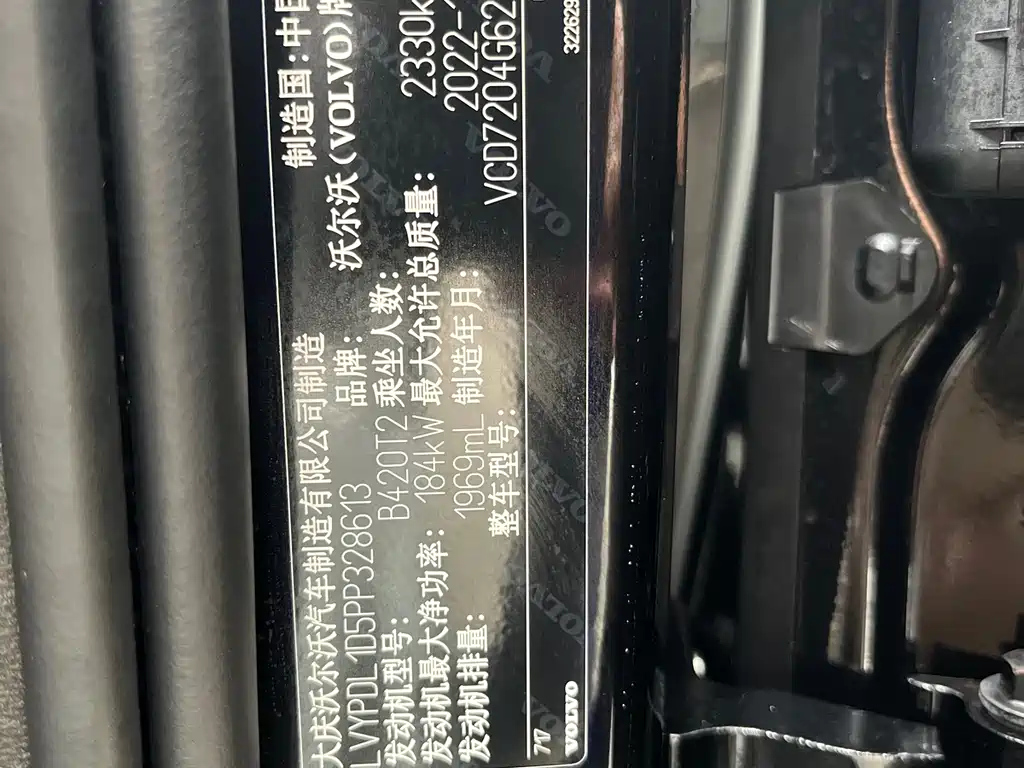 大庆沃尔沃汽车制造有限公司制造 制造国:中国
LVYPDL1D5PP328613 品牌: 沃尔沃(VOLVO)牌
发动机型号: B420T2 乘坐人数:
发动机最大净功率: 184kW 最大允许总质量: 2330k
发动机排量: 1969mL 制造年月: 2022-
整车型号: VCD7204G62
717
VOLVO 322629